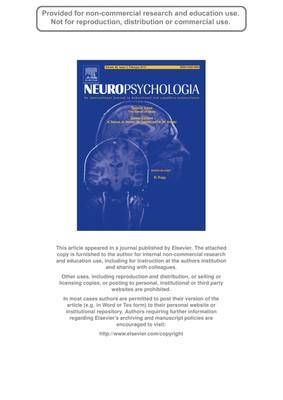 Provided for non-commercial research and education use.
Not for reproduction, distribution or commercial use.
NEUROPSYCHOLOGIA
This article appeared in a journal published by Elsevier. The attached
copy is furnished to the author for internal non-commercial research
and education use, including for instruction at the authors institution
and sharing with colleagues.
Other uses, including reproduction and distribution, or selling or
licensing copies, or posting to personal, institutional or third party
websites are prohibited.
In most cases authors are permitted to post their version of the
article (e.g. in Word or Tex form) to their personal website or
institutional repository. Authors requiring further information
regarding Elsevier's archiving and manuscript policies are
encouraged to visit:
http://www.elsevier.com/copyright